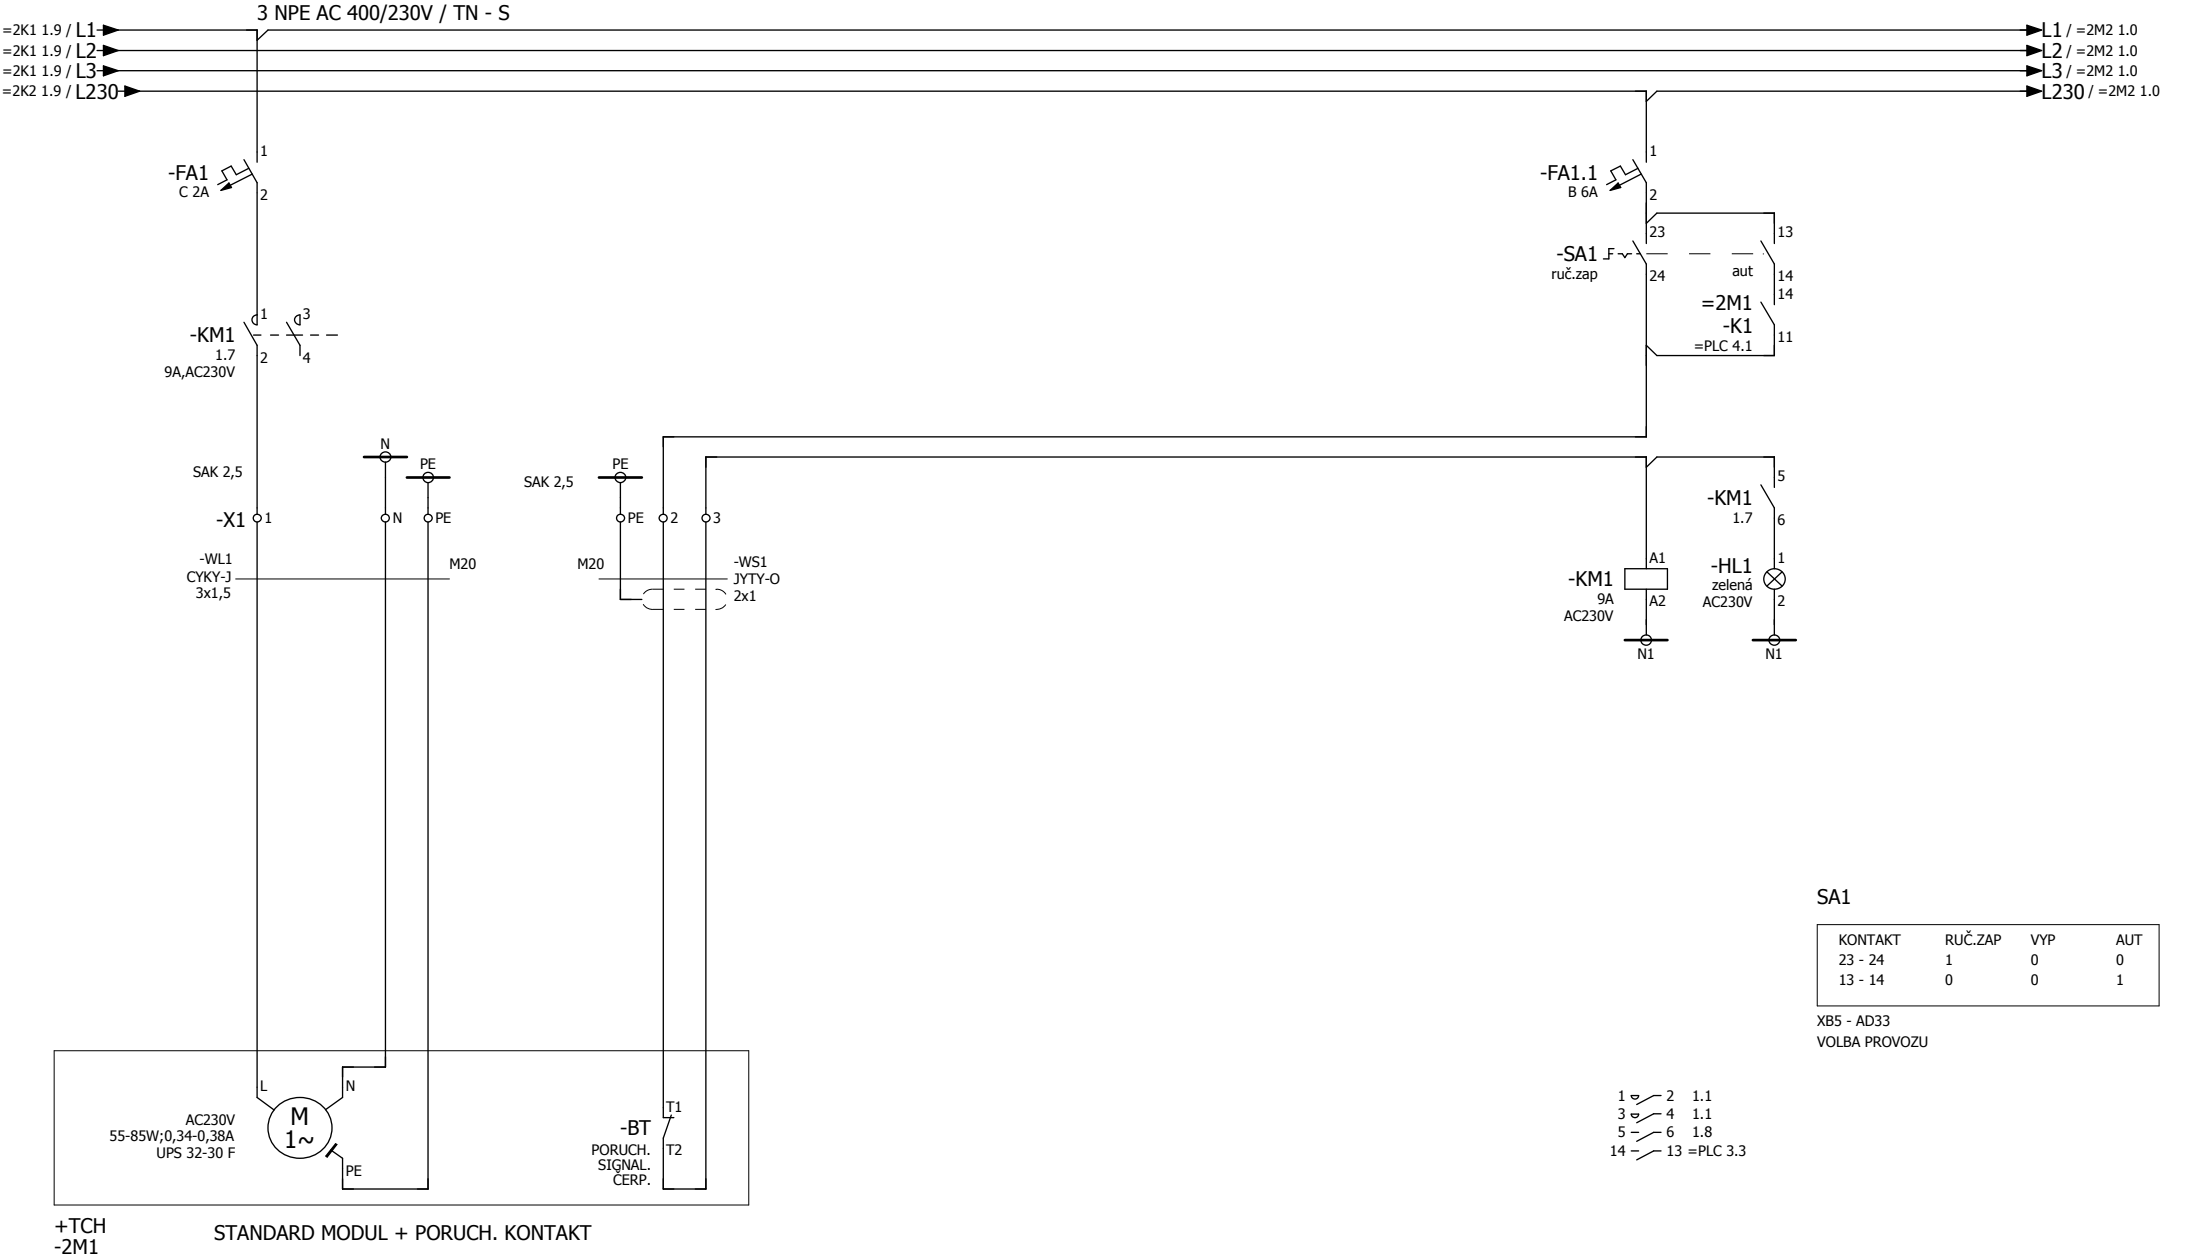 3 NPE AC 400/230V / TN - S
=2K1 1.9 / L1
L1 / =2M2 1.0
=2K1 1.9 / L2
L2 / =2M2 1.0
=2K1 1.9 / L3
L3 / =2M2 1.0
=2K2 1.9 / L230
L230 / =2M2 1.0
1
-FA1
C 2A
2
1
-FA1.1
B 6A
2
23
13
-SA1
ruč.zap
aut
24
14
14
=2M1
-K1
=PLC 4.1
11
1
3
-KM1
1.7
9A,AC230V
2
4
N
PE
PE
SAK 2,5
SAK 2,5
-X1
1
N
PE
PE
2
3
-WL1
CYKY-J
3x1,5
M20
M20
-WS1
JYTY-O
2x1
5
-KM1
1.7
6
A1
-KM1
9A
AC230V
A2
N1
1
-HL1
zelená
AC230V
2
N1
SA1
KONTAKT RUČ.ZAP VYP AUT
23 - 24 1 0 0
13 - 14 0 0 1
XB5 - AD33
VOLBA PROVOZU
L
N
M
1~
AC230V
55-85W;0,34-0,38A
UPS 32-30 F
PE
T1
-BT
PORUCH.
SIGNAL.
ČERP.
T2
1 2 1.1
3 4 1.1
5 6 1.8
14 13 =PLC 3.3
+TCH
-2M1
STANDARD MODUL + PORUCH. KONTAKT